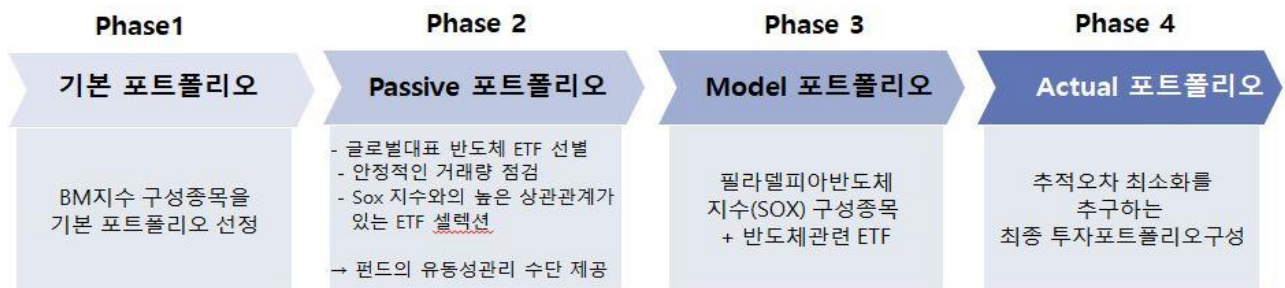 Phase1
기본 포트폴리오
BM지수 구성종목을
기본 포트폴리오 선정
Phase 2
Passive 포트폴리오
- 글로벌대표 반도체 ETF 선별
- 안정적인 거래량 점검
- Sox 지수와의 높은 상관관계가
있는 ETF 셀렉션
→ 펀드의 유동성관리 수단 제공
Phase 3
Model 포트폴리오
필라델피아반도체
지수(SOX) 구성종목
+ 반도체관련 ETF
Phase 4
Actual 포트폴리오
추적오차 최소화를
추구하는
최종 투자포트폴리오구성